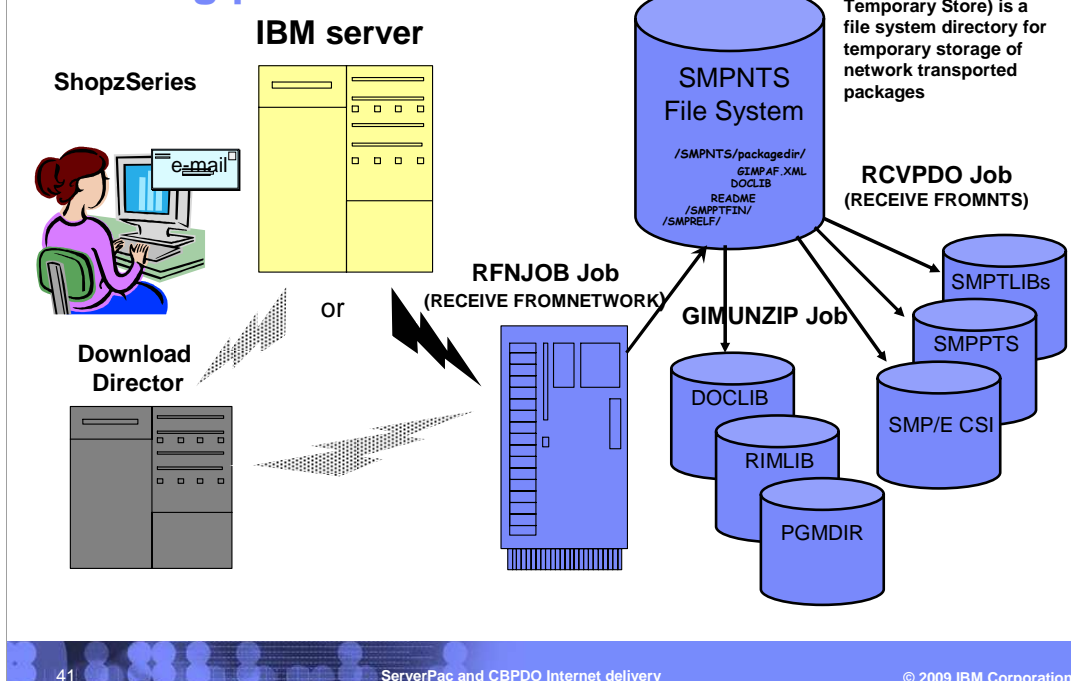 IBM server
ShopzSeries
e-mail
Temporary Store) is a
file system directory for
temporary storage of
network transported
packages
SMPNTS
File System
/SMPNTS/packagedir/
GIMPAF.XML
DOCLIB
README
/SMPPTFIN/
/SMPRELF/
RCVPDO Job
(RECEIVE FROMNTS)
RFNJOB Job
(RECEIVE FROMNETWORK)
or
GIMUNZIP Job
SMPTLIBs
SMPPTS
SMP/E CSI
Download
Director
DOCLIB
RIMLIB
PGMDIR
41
ServerPac and CBPDO Internet delivery
© 2009 IBM Corporation